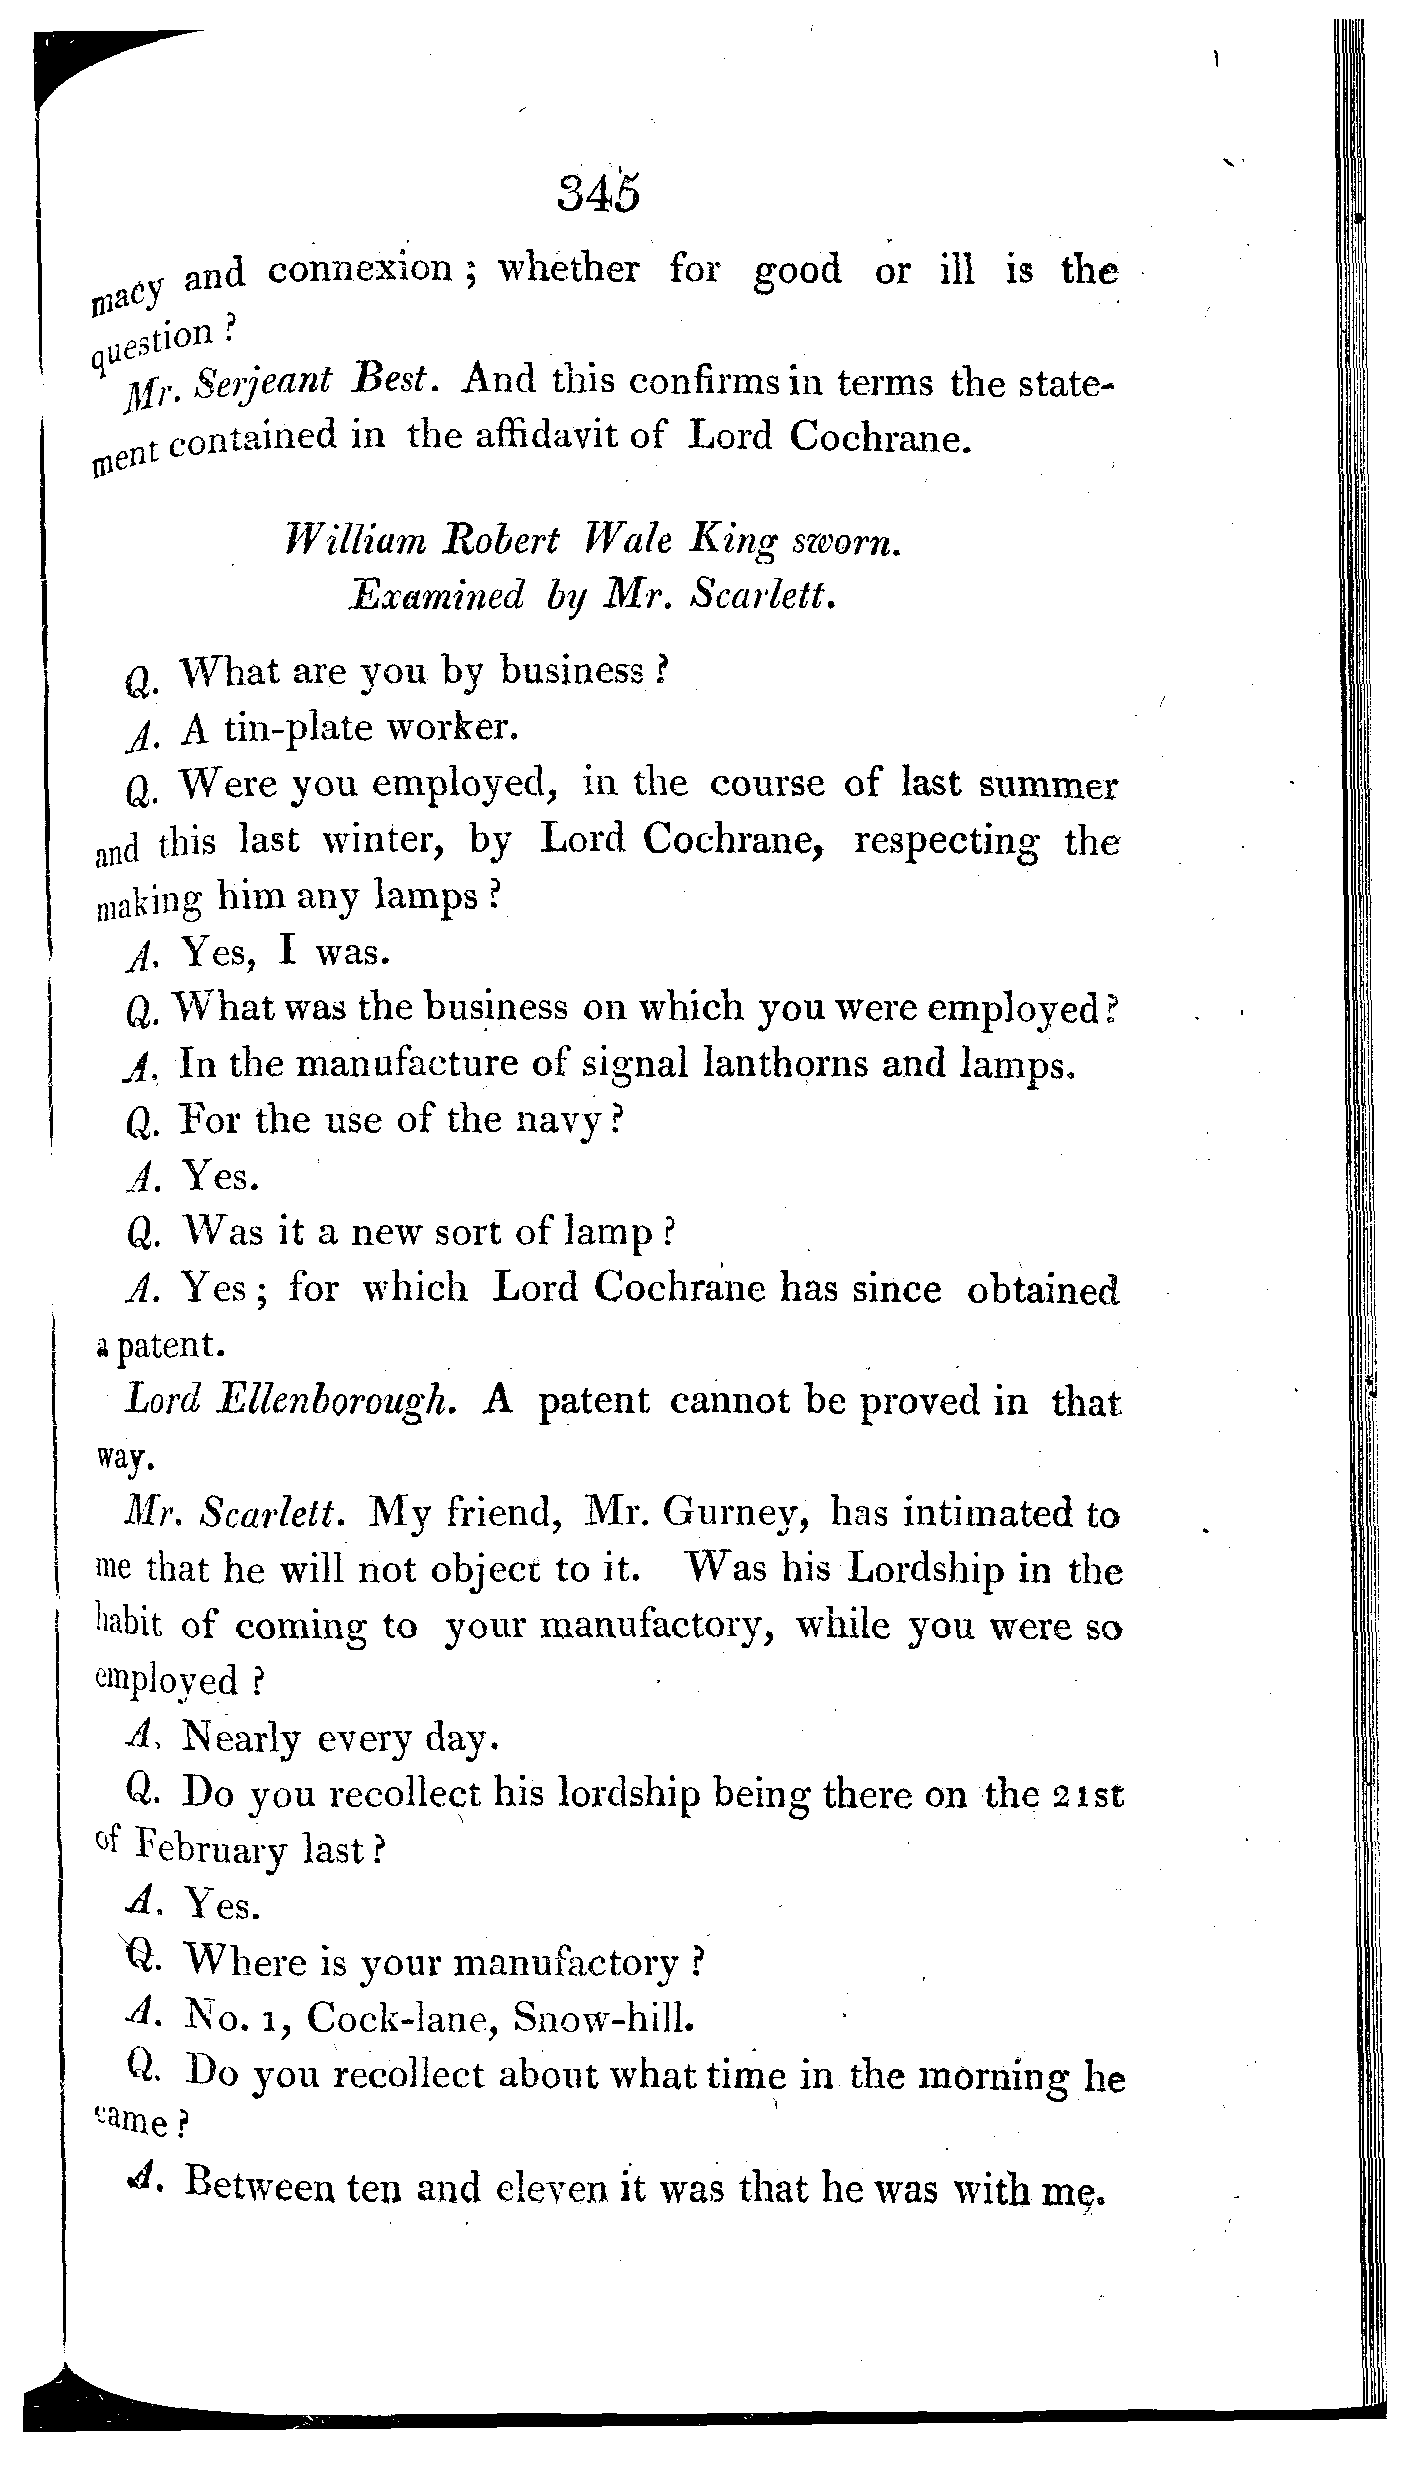 345
macy and connexion ; whether for good or ill is the
question ?
Mr. Serjeant Best. And this confirms in terms the state-
ment contained in the affidavit of Lord Cochrane.
William Robert Wale King sworn.
Examined by Mr. Scarlett.
Q. What are you by business ?
A. A tin-plate worker.
Q. Were you employed, in the course of last summer
and this last winter, by Lord Cochrane, respecting the
making him any lamps ?
A. Yes, I was.
Q. What was the business on which you were employed ?
A. In the manufacture of signal lanthorns and lamps.
Q. For the use of the navy ?
A. Yes.
Q. Was it a new sort of lamp ?
A. Yes ; for which Lord Cochrane has since obtained
a patent.
Lord Ellenborough. A patent cannot be proved in that
way.
Mr. Scarlett. My friend, Mr. Gurney, has intimated to
me that he will not object to it. Was his Lordship in the
habit of coming to your manufactory, while you were so
employed ?
A. Nearly every day.
Q. Do you recollect his lordship being there on the 21st
of February last ?
A. Yes.
Q. Where is your manufactory ?
A. No. 1, Cock-lane, Snow-hill.
Q. Do you recollect about what time in the morning he
came ?
A. Between ten and eleven it was that he was with me.